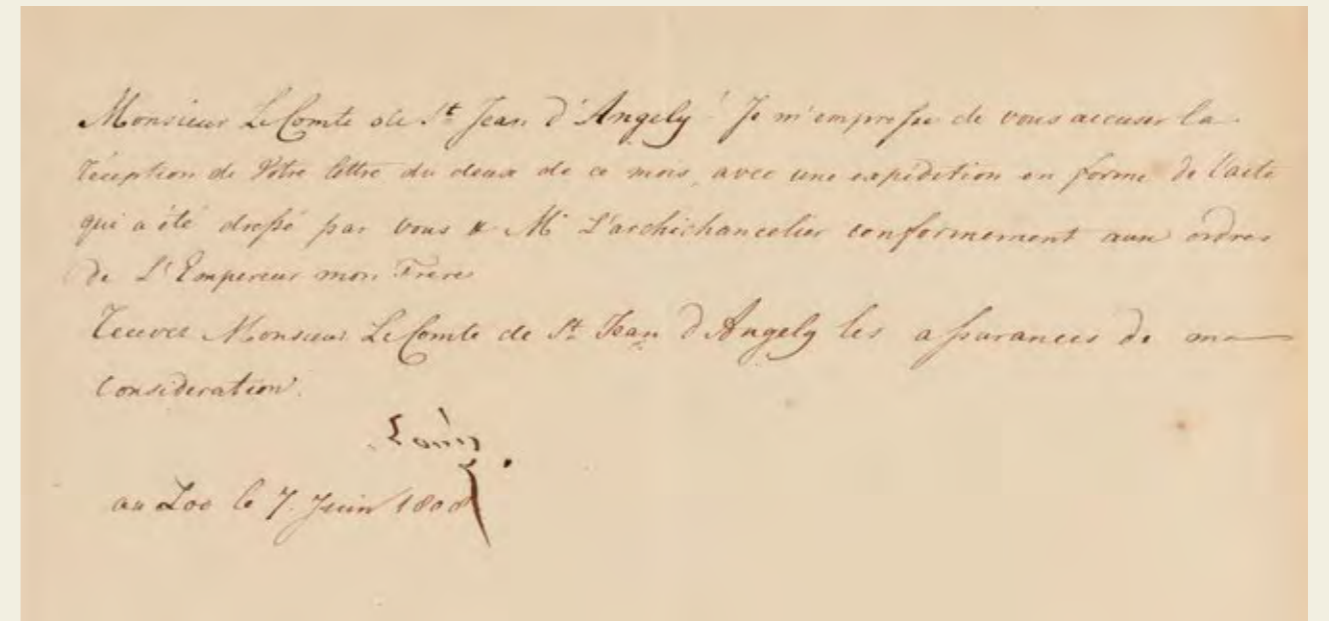 Monsieur Le Comte de St Jean d'Angely! Je m'empresse de vous accuser la
réception de Votre lettre du deux de ce mois, avec une expédition en forme de l'acte
qui a été dressé par vous & Mr L'archichancelier conformement aux ordres
de L'Empereur mon Frere
Recevez Monsieur Le Comte de St Jean d'Angely les assurances de ma
Consideration.
Louis.
au Loo le 7. Juin 1808